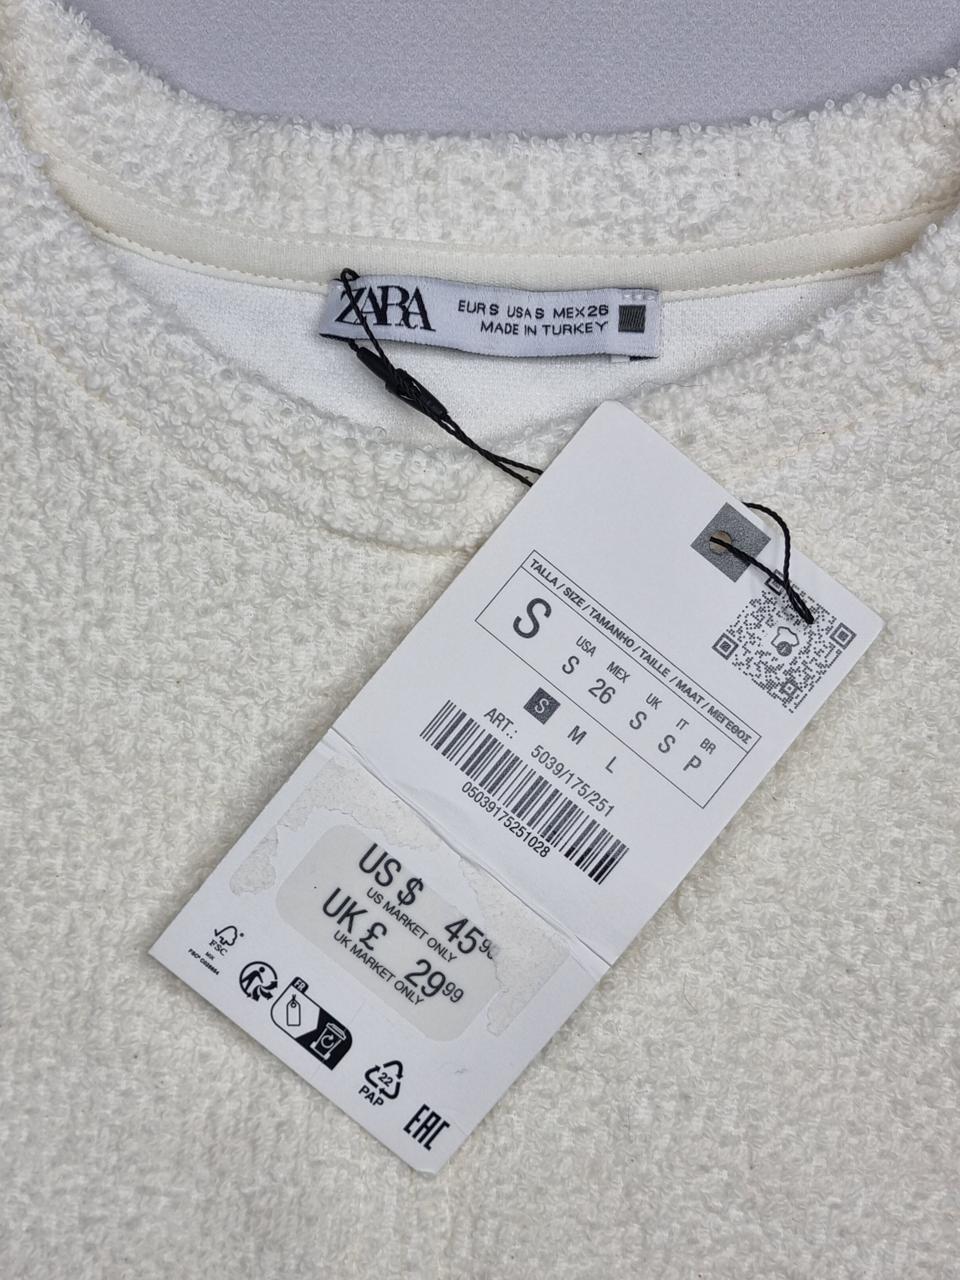 ZARA
EUR S USA S MEX 26
MADE IN TURKEY
TALLA / SIZE / TAMANHO / TAILLE / MAAT / ΜΕΓΕΘΟΣ
S
USA MEX UK IT BR
S 26 S S P
S M L
ART.: 5039/175/251
05039175251028
US $ 45
US MARKET ONLY
UK £ 29.99
UK MARKET ONLY
FSC
MIX
FR
22
PAP
EAC